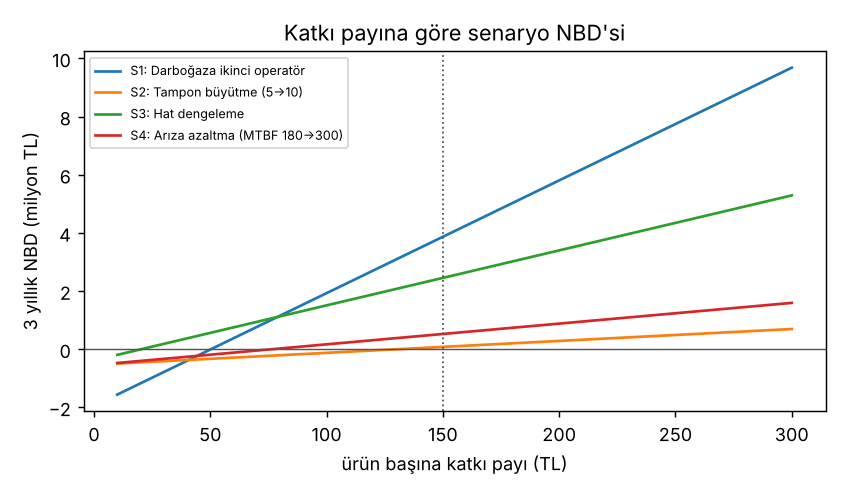 Katkı payına göre senaryo NBD'si
S1: Darboğaza ikinci operatör
S2: Tampon büyütme (5→10)
S3: Hat dengeleme
S4: Arıza azaltma (MTBF 180→300)
3 yıllık NBD (milyon TL)
10
8
6
4
2
0
−2
0 50 100 150 200 250 300
ürün başına katkı payı (TL)